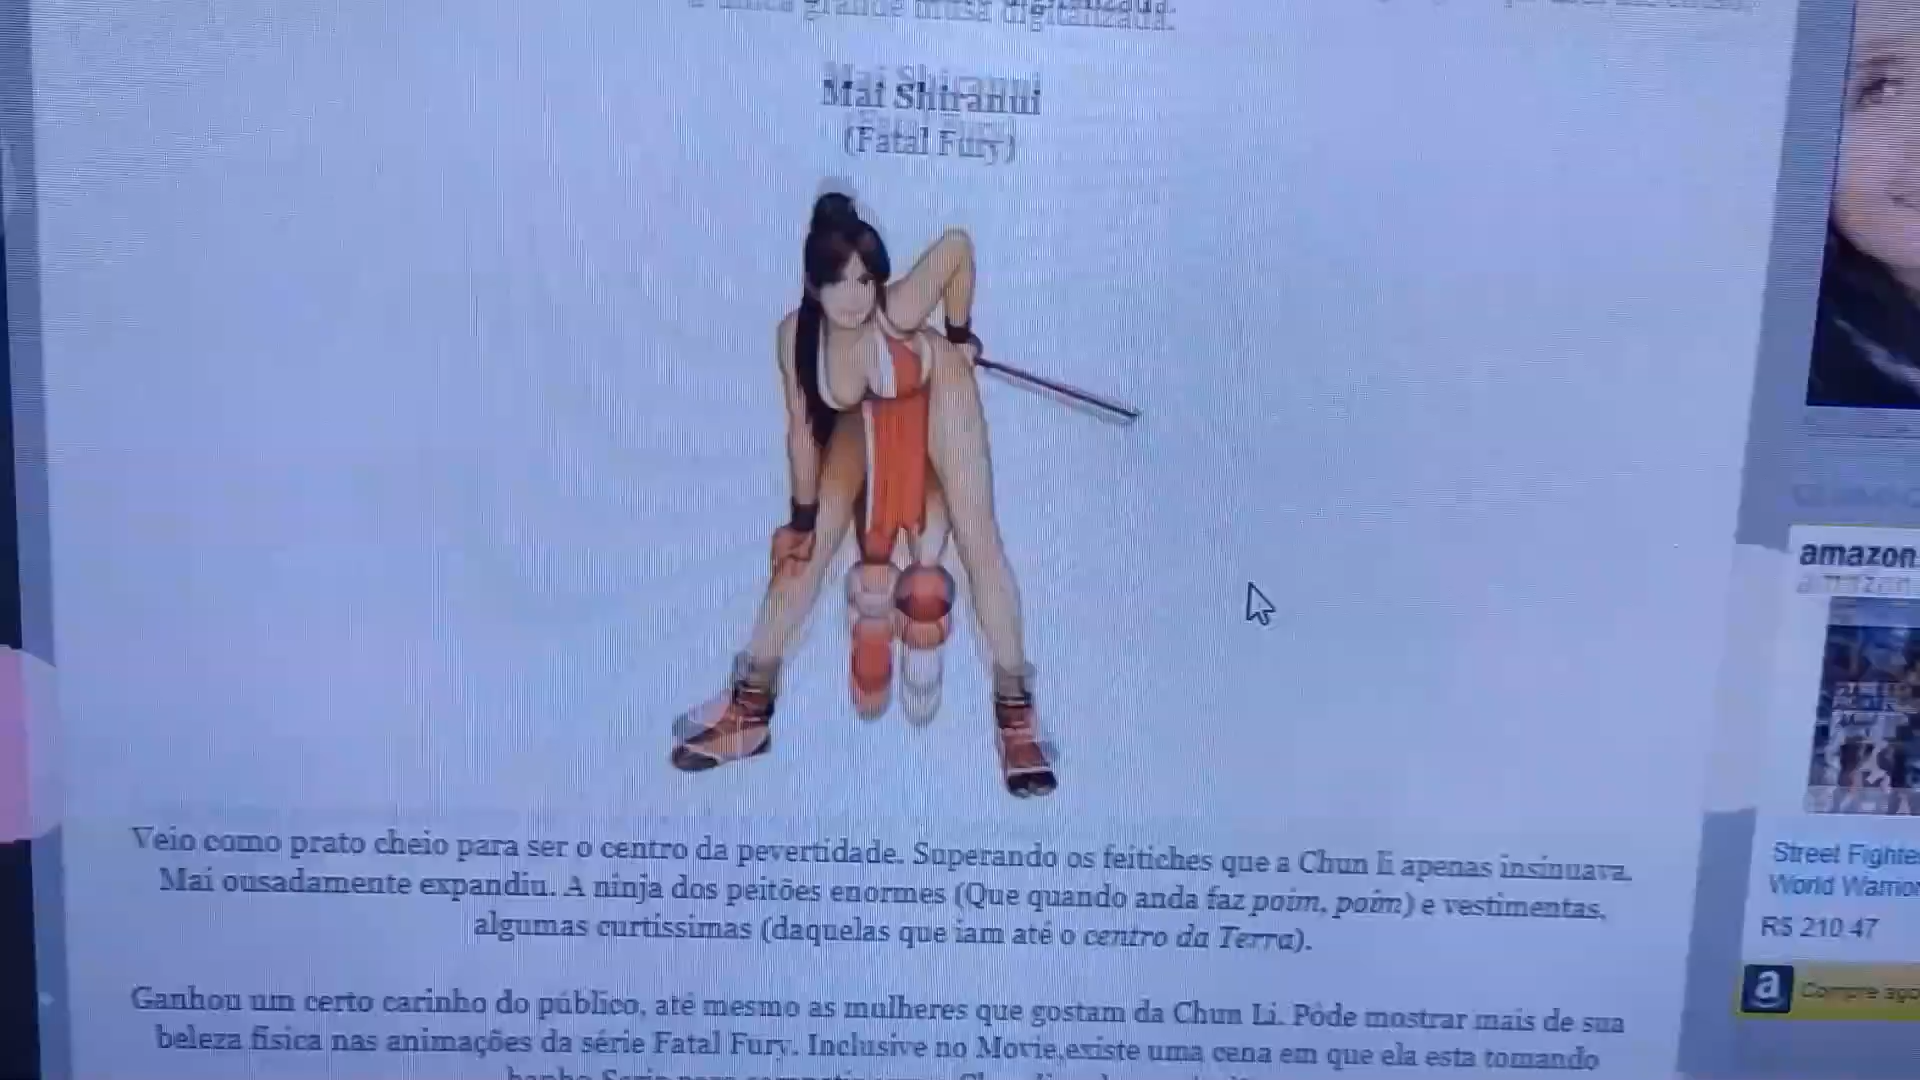 digitalizada.
Mai Shiranui
(Fatal Fury)
Veio como prato cheio para ser o centro da pevertidade. Superando os feitiches que a Chun li apenas insinuava.
Mai ousadamente expandiu. A ninja dos peitões enormes (Que quando anda faz poim, poim) e vestimentas,
algumas curtíssimas (daquelas que iam até o centro da Terra).
Ganhou um certo carinho do público, até mesmo as mulheres que gostam da Chun Li. Pôde mostrar mais de sua
beleza física nas animações da série Fatal Fury. Inclusive no Movie,existe uma cena em que ela esta tomando
amazon
Street Fighte
World Warrio
R$ 210.47
a Compre ago